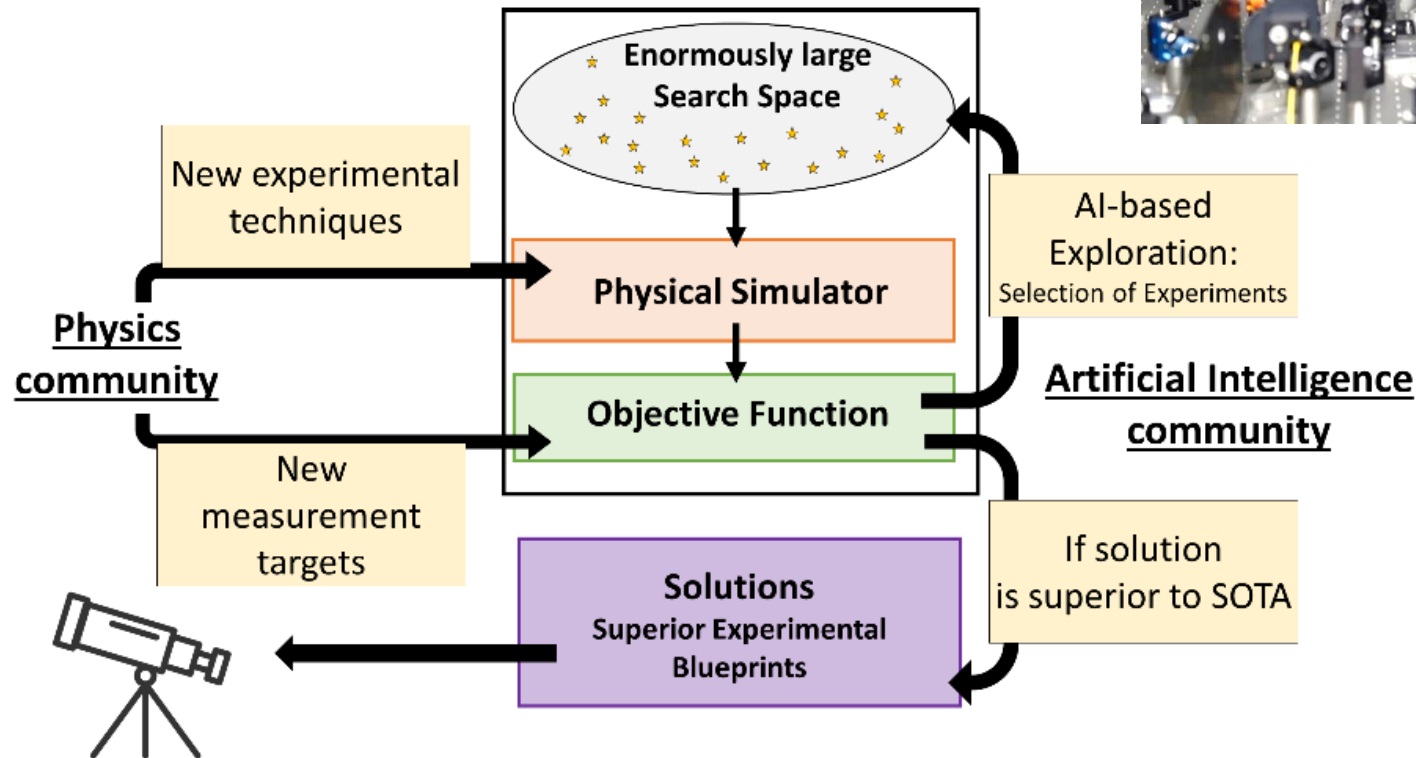 Enormously large
Search Space
New experimental
techniques
AI-based
Exploration:
Selection of Experiments
Physical Simulator
Physics
community
Artificial Intelligence
community
Objective Function
New
measurement
targets
If solution
is superior to SOTA
Solutions
Superior Experimental
Blueprints